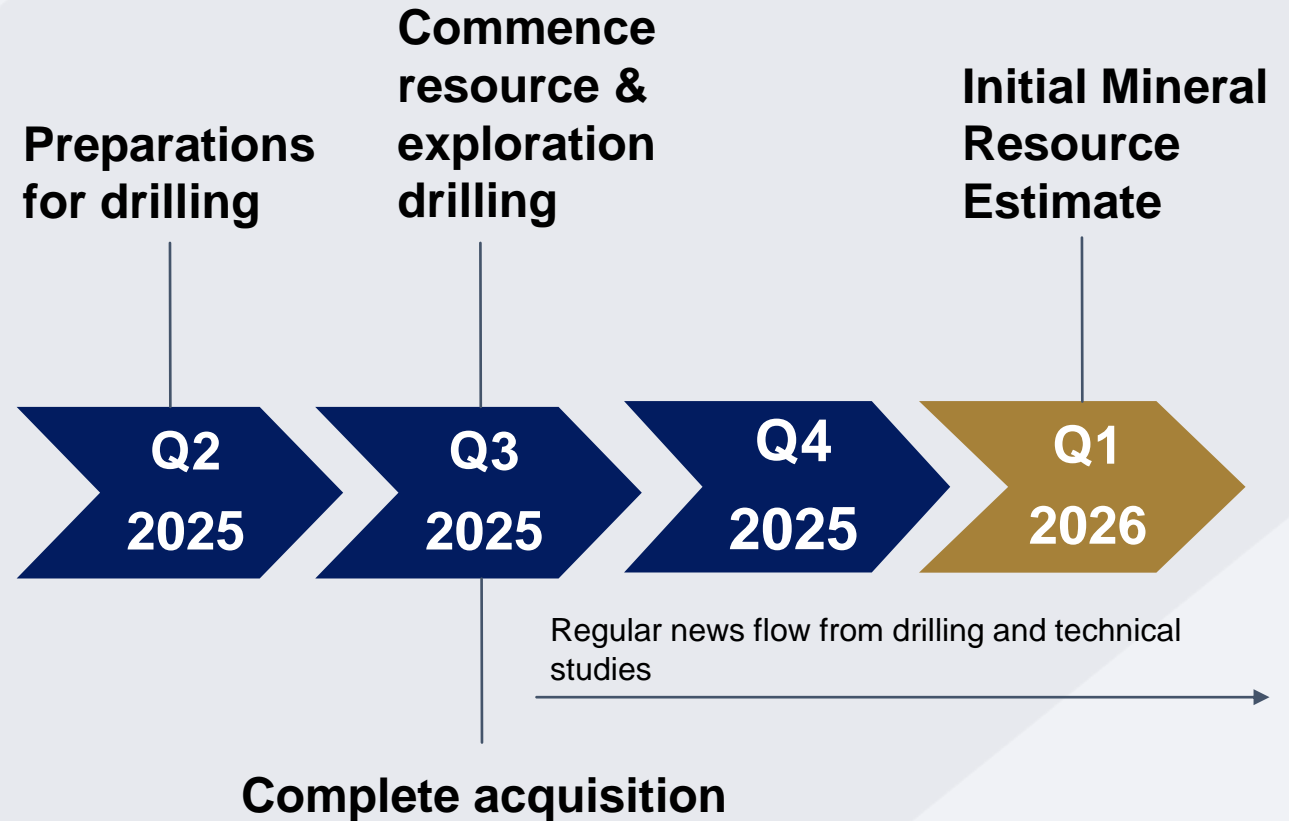 Preparations
for drilling
Commence
resource &
exploration
drilling
Initial Mineral
Resource
Estimate
Q2
2025
Q3
2025
Q4
2025
Q1
2026
Regular news flow from drilling and technical
studies
Complete acquisition